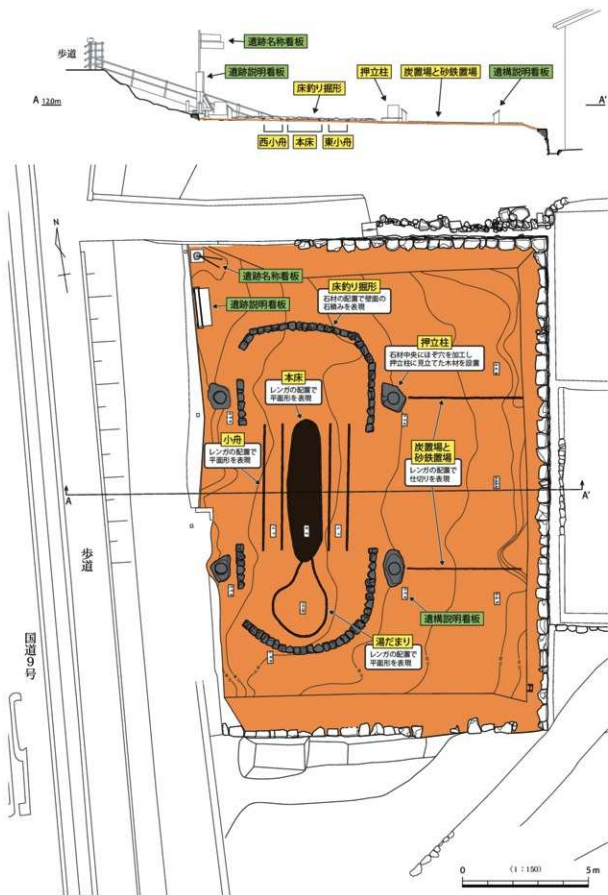 遺跡名称看板
歩道
遺跡説明看板
床釣り掘形
押立柱
炭置場と砂鉄置場
遺構説明看板
A 12.0m
A'
西小舟
本床
東小舟
N
遺跡名称看板
遺跡説明看板
床釣り掘形
石材の配置で壁面の
石積みを表現
押立柱
石材中央にほぞ穴を加工し
押立柱に見立てた木材を設置
本床
レンガの配置で
平面形を表現
小舟
レンガの配置で
平面形を表現
炭置場と
砂鉄置場
レンガの配置で
仕切りを表現
A
A'
歩道
国道9号
遺構説明看板
湯だまり
レンガの配置で
平面形を表現
0
(1:150)
5m